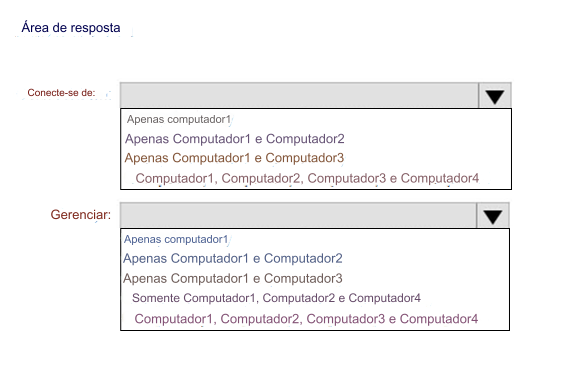 Área de resposta
Conecte-se de:
Apenas computador1
Apenas Computador1 e Computador2
Apenas Computador1 e Computador3
Computador1, Computador2, Computador3 e Computador4
Gerenciar:
Apenas computador1
Apenas Computador1 e Computador2
Apenas Computador1 e Computador3
Somente Computador1, Computador2 e Computador4
Computador1, Computador2, Computador3 e Computador4